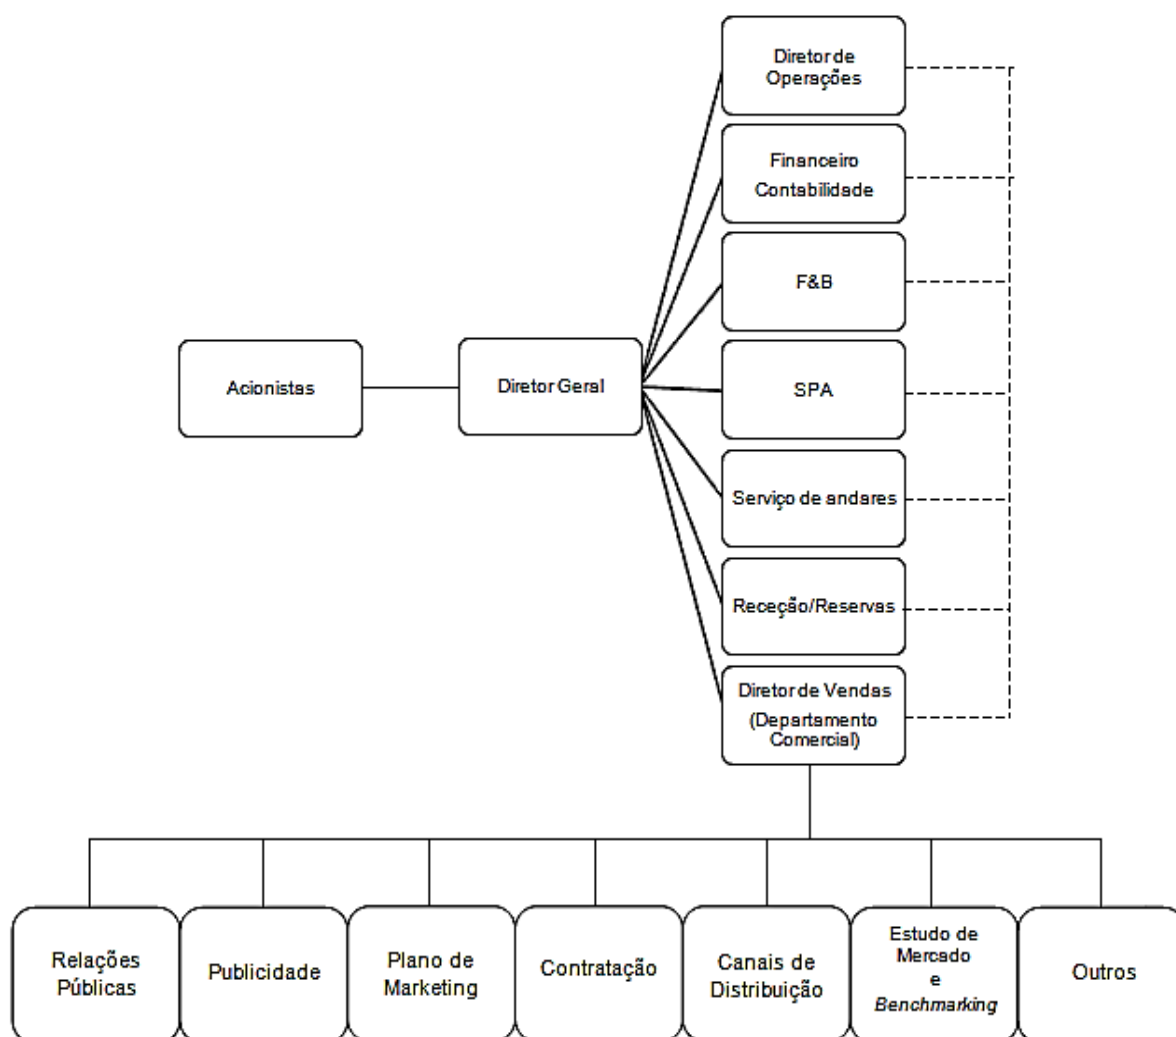 Diretor de
Operações
Financeiro
Contabilidade
F&B
Acionistas
Diretor Geral
SPA
Serviço de andares
Receção/Reservas
Diretor de Vendas
(Departamento
Comercial)
Relações
Públicas
Publicidade
Plano de
Marketing
Contratação
Canais de
Distribuição
Estudo de
Mercado
e
Benchmarking
Outros